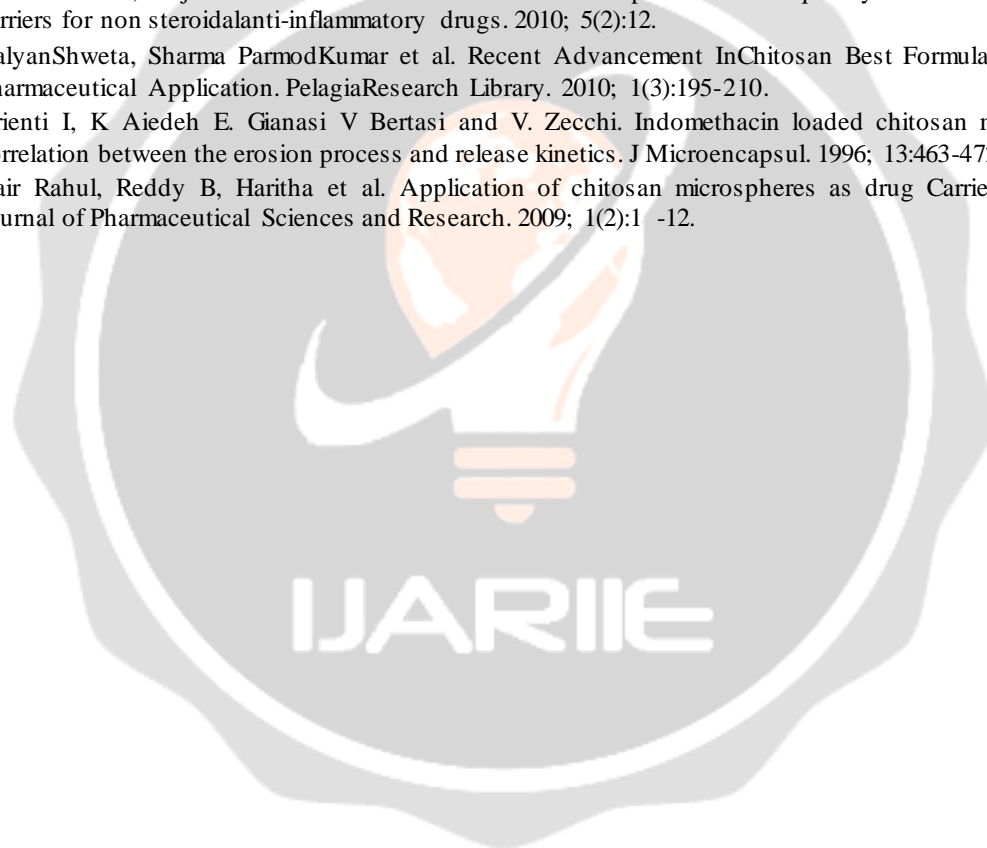 rriers for non steroidalanti-inflammatory drugs. 2010; 5(2):12.
alyanShweta, Sharma ParmodKumar et al. Recent Advancement InChitosan Best Formula
armaceutical Application. PelagiaResearch Library. 2010; 1(3):195-210.
rienti I, K Aiedeh E. Gianasi V Bertasi and V. Zecchi. Indomethacin loaded chitosan
orrelation between the erosion process and release kinetics. J Microencapsul. 1996; 13:463-47
air Rahul, Reddy B, Haritha et al. Application of chitosan microspheres as drug Carrie
urnal of Pharmaceutical Sciences and Research. 2009; 1(2):1 -12.
IJARIIE